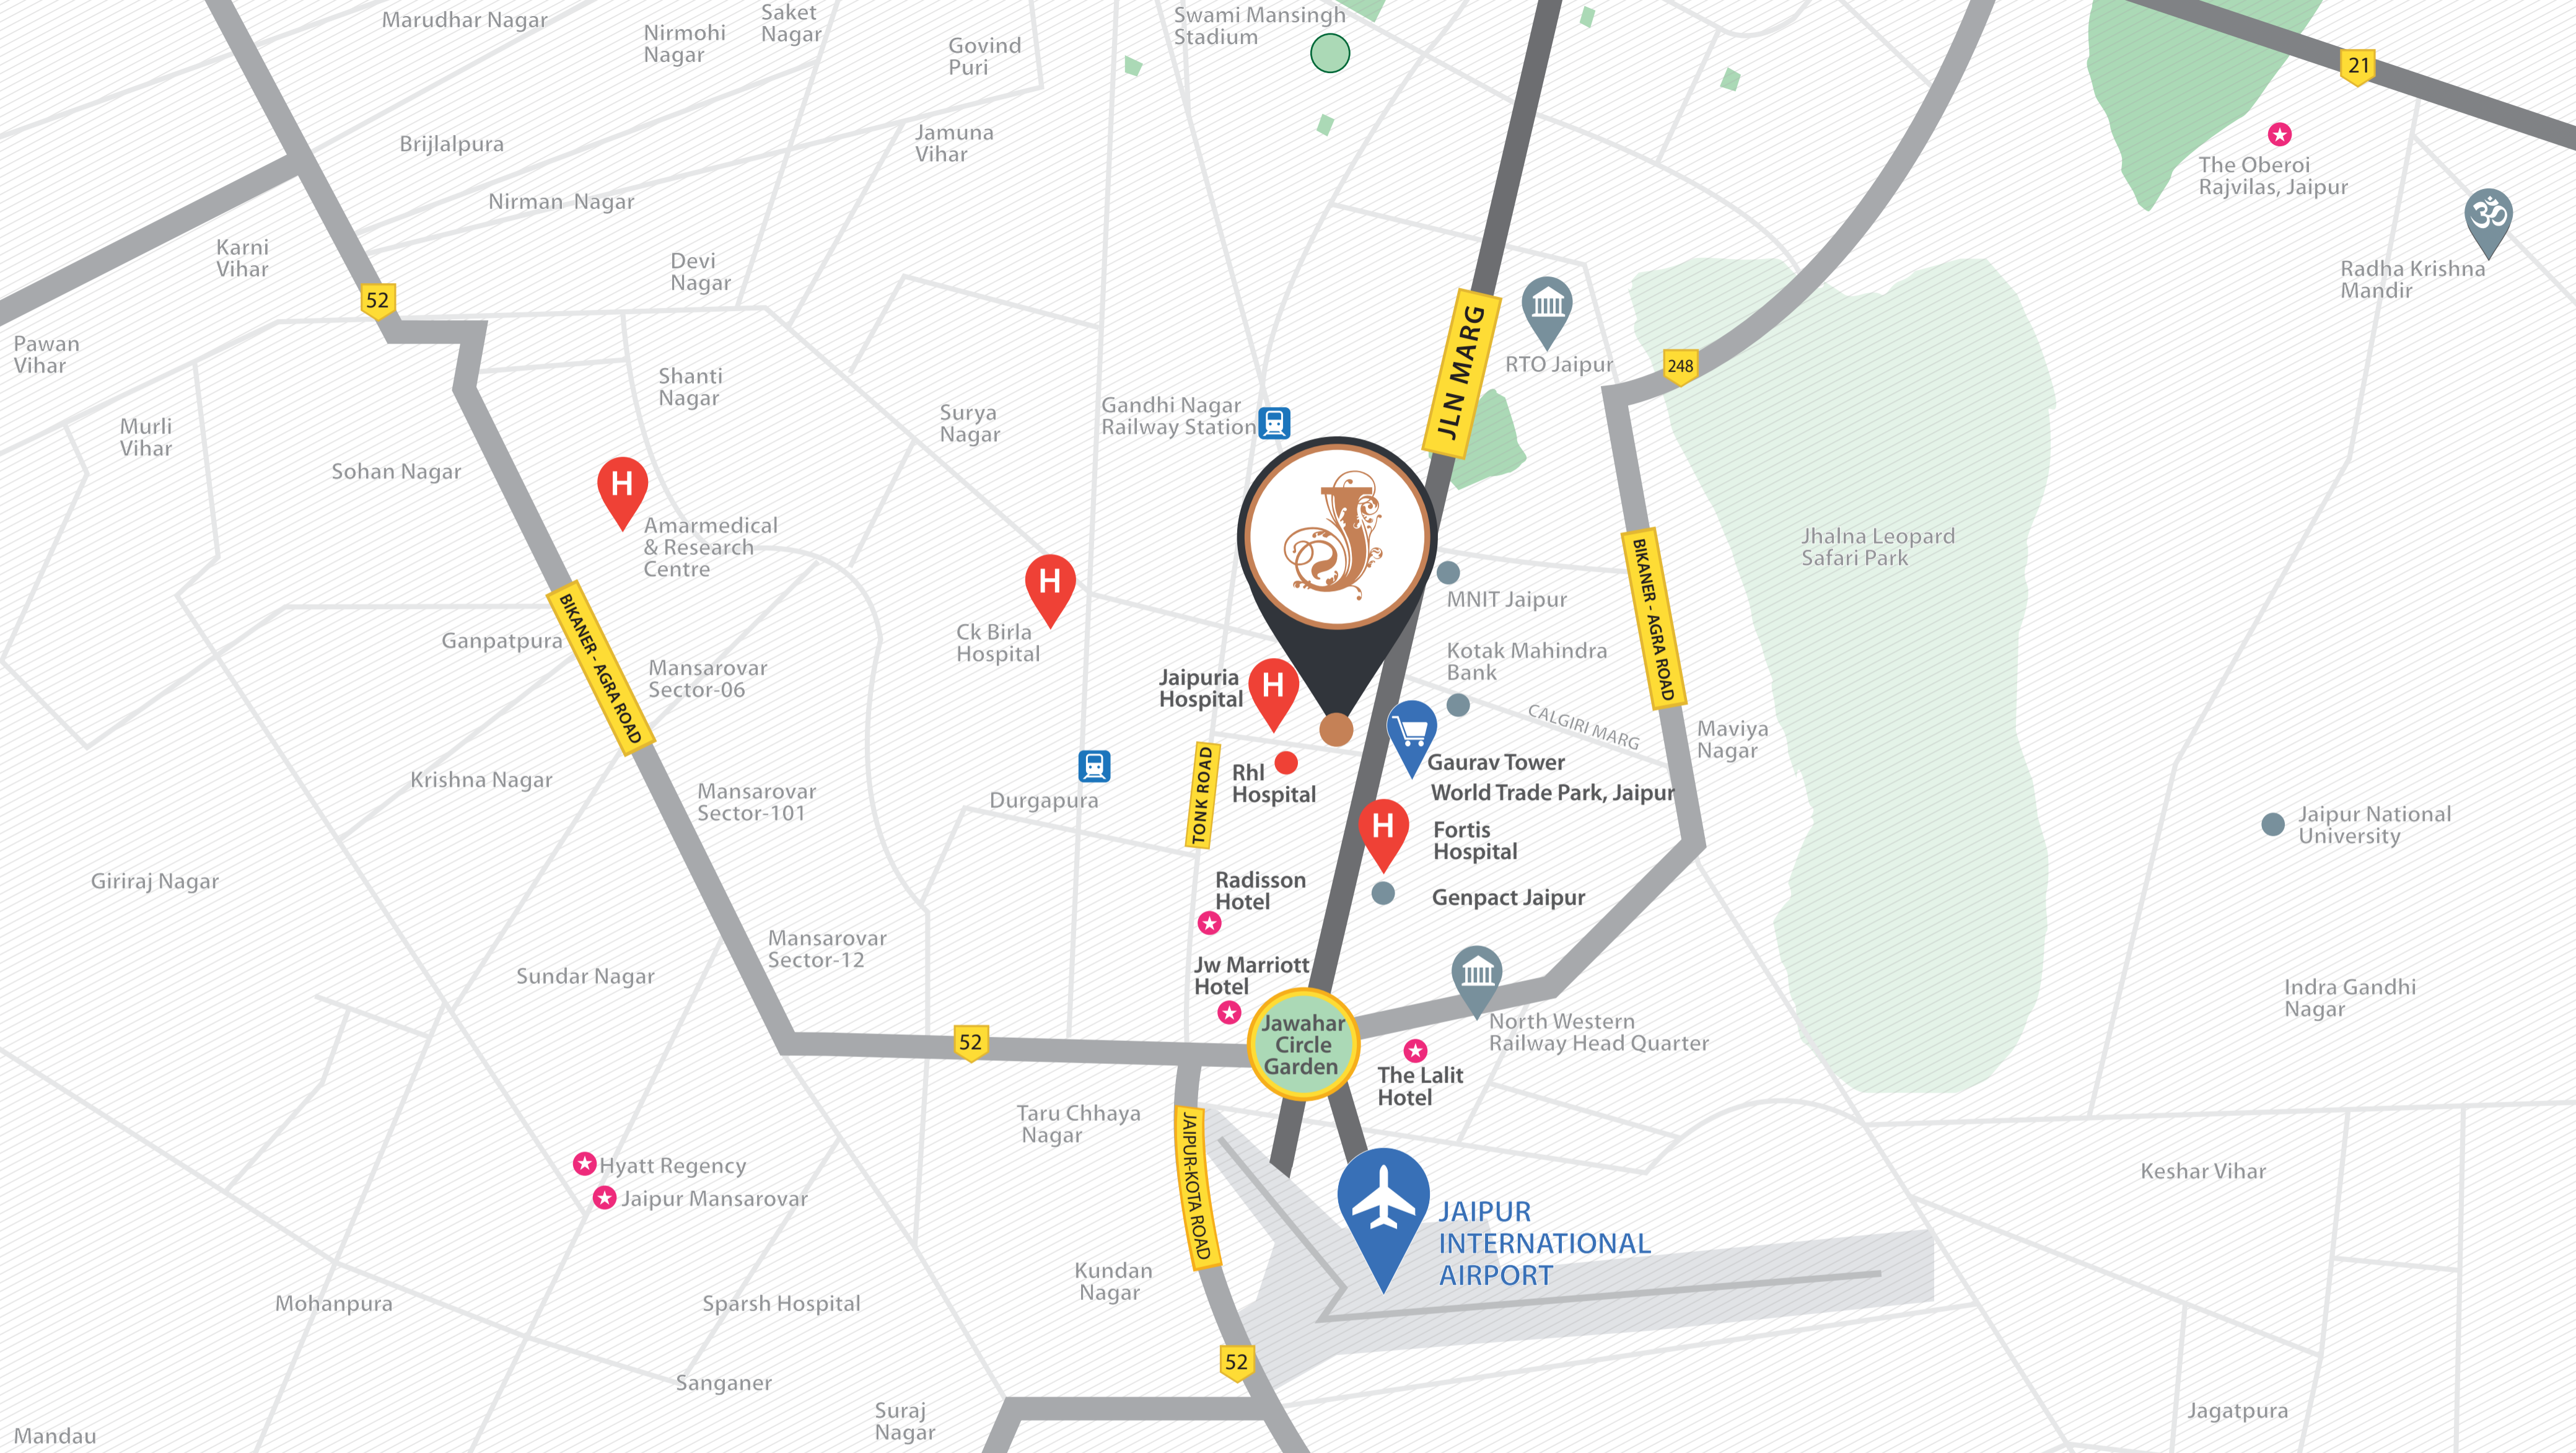 Marudhar Nagar
Nirmohi
Nagar
Saket
Nagar
Govind
Puri
Swami Mansingh
Stadium
21
Brijlalpura
Jamuna
Vihar
The Oberoi
Rajvilas, Jaipur
ॐ
Nirman Nagar
Karni
Vihar
Devi
Nagar
Radha Krishna
Mandir
52
Pawan
Vihar
JLN MARG
RTO Jaipur
248
Shanti
Nagar
Murli
Vihar
Surya
Nagar
Gandhi Nagar
Railway Station
Sohan Nagar
H
Amarmedical
& Research
Centre
J
Jhalna Leopard
Safari Park
BIKANER - AGRA ROAD
BIKANER - AGRA ROAD
H
Ck Birla
Hospital
MNIT Jaipur
Ganpatpura
Mansarovar
Sector-06
Kotak Mahindra
Bank
Jaipuria
Hospital
H
CALGIRI MARG
Maviya
Nagar
Krishna Nagar
Mansarovar
Sector-101
Durgapura
TONK ROAD
Rhl
Hospital
Gaurav Tower
World Trade Park, Jaipur
H
Fortis
Hospital
Jaipur National
University
Giriraj Nagar
Radisson
Hotel
Genpact Jaipur
Mansarovar
Sector-12
Sundar Nagar
Jw Marriott
Hotel
Indra Gandhi
Nagar
52
Jawahar
Circle
Garden
North Western
Railway Head Quarter
The Lalit
Hotel
Taru Chhaya
Nagar
JAIPUR-KOTA ROAD
Hyatt Regency
Jaipur Mansarovar
Keshar Vihar
JAIPUR
INTERNATIONAL
AIRPORT
Kundan
Nagar
Mohanpura
Sparsh Hospital
52
Sanganer
Suraj
Nagar
Jagatpura
Mandau